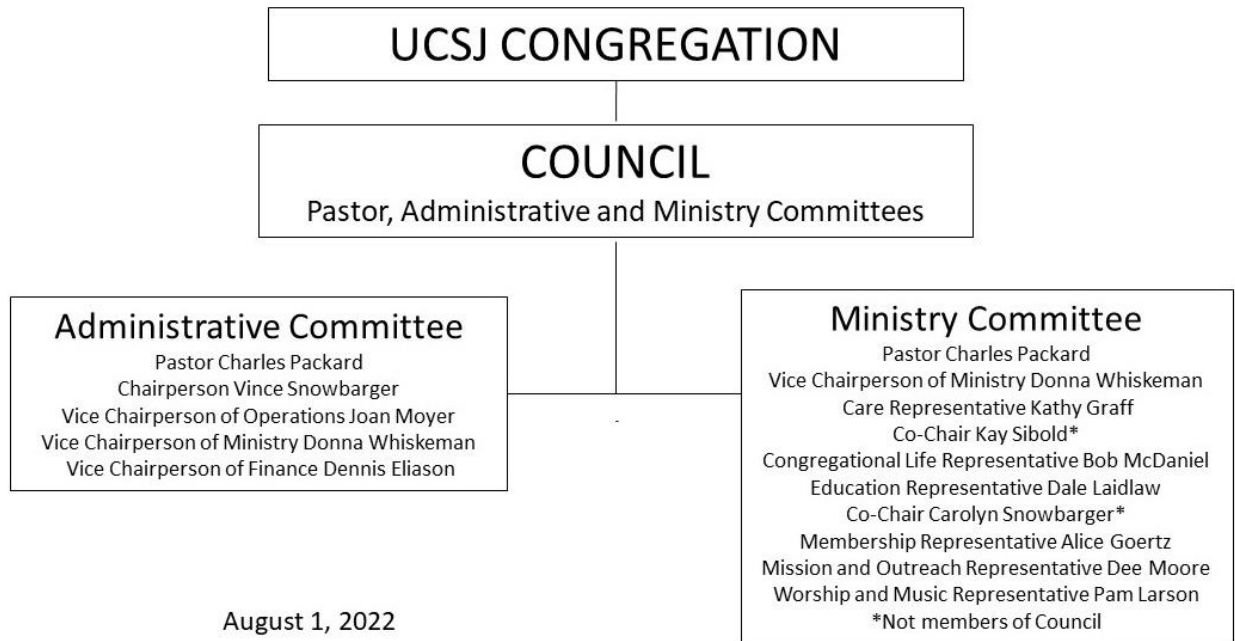 UCSJ CONGREGATION
COUNCIL
Pastor, Administrative and Ministry Committees
Administrative Committee
Pastor Charles Packard
Chairperson Vince Snowbarger
Vice Chairperson of Operations Joan Moyer
Vice Chairperson of Ministry Donna Whiskeman
Vice Chairperson of Finance Dennis Eliason
Ministry Committee
Pastor Charles Packard
Vice Chairperson of Ministry Donna Whiskeman
Care Representative Kathy Graff
Co-Chair Kay Sibold*
Congregational Life Representative Bob McDaniel
Education Representative Dale Laidlaw
Co-Chair Carolyn Snowbarger*
Membership Representative Alice Goertz
Mission and Outreach Representative Dee Moore
Worship and Music Representative Pam Larson
*Not members of Council
August 1, 2022